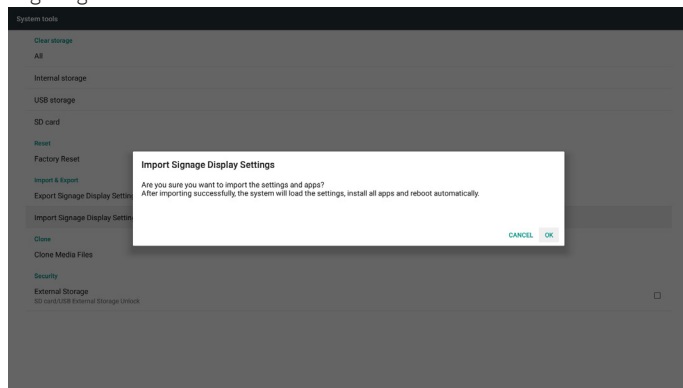 System tools
Clear storage
All
Internal storage
USB storage
SD card
Reset
Factory Reset
Import & Export
Export Signage Display Setting
Import Signage Display Settin
Clone
Clone Media Files
Security
External Storage
SD card/USB External Storage Unlock
Import Signage Display Settings
Are you sure you want to import the settings and apps?
After importing successfully, the system will load the settings, install all apps and reboot automatically.
CANCEL OK